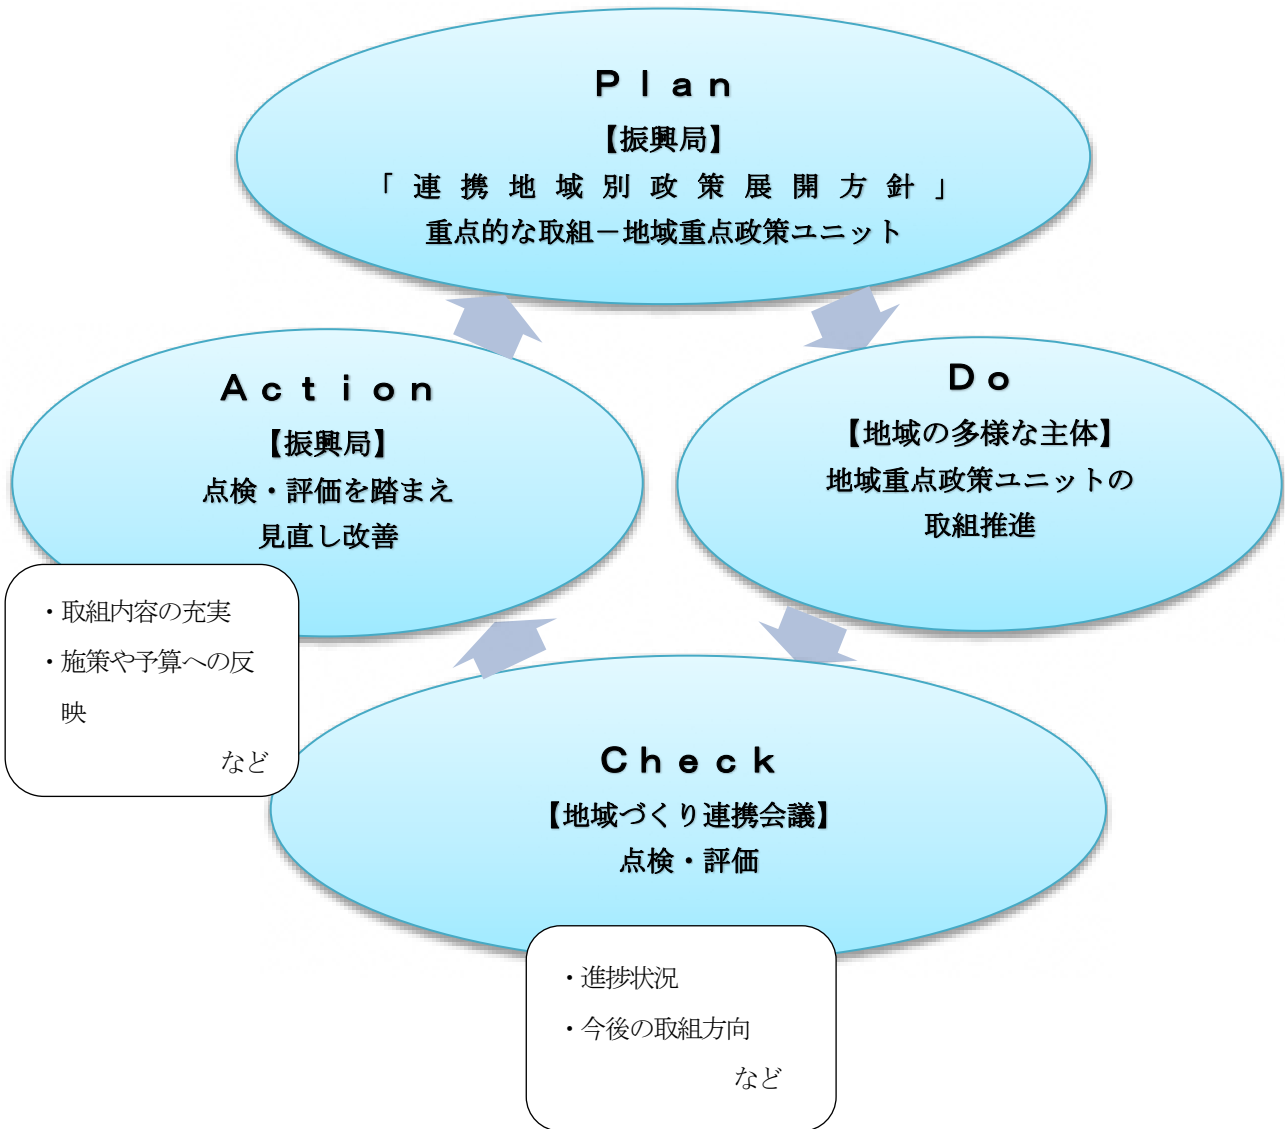 Ｐｌａｎ
【振興局】
「連携地域別政策展開方針」
重点的な取組－地域重点政策ユニット
Ａｃｔｉｏｎ
【振興局】
点検・評価を踏まえ
見直し改善
・取組内容の充実
・施策や予算への反
映
など
Ｄｏ
【地域の多様な主体】
地域重点政策ユニットの
取組推進
Ｃｈｅｃｋ
【地域づくり連携会議】
点検・評価
・進捗状況
・今後の取組方向
など